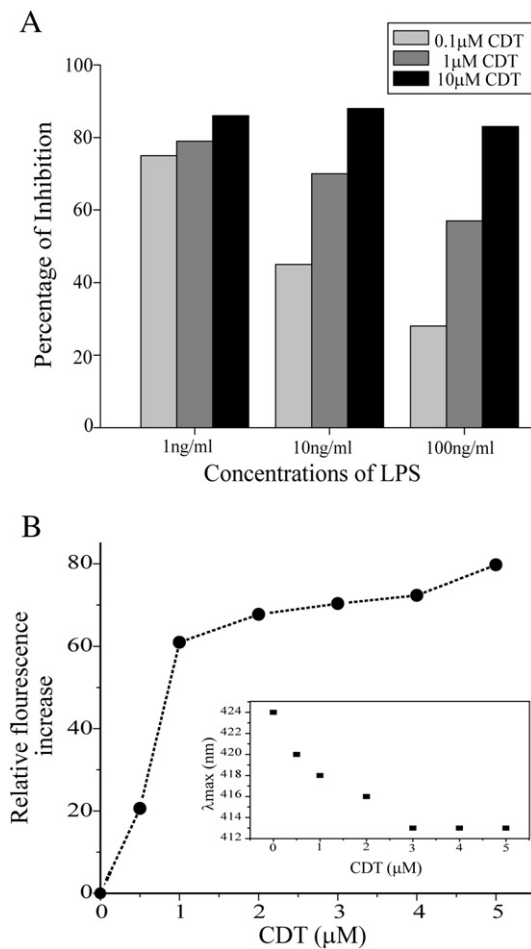 A
0.1μM CDT
1μM CDT
10μM CDT
100
80
60
40
20
0
Percentage of Inhibition
1ng/ml 10ng/ml 100ng/ml
Concentrations of LPS
B
80
60
40
20
0
Relative flourescence
increase
424
420
418
416
414
412
λmax (nm)
0 1 2 3 4 5
CDT (μM)
0 1 2 3 4 5
CDT (μM)